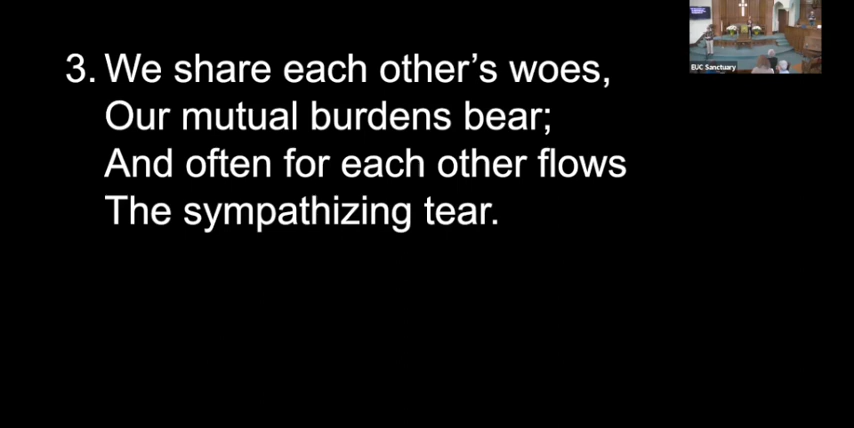 3. We share each other’s woes,
Our mutual burdens bear;
And often for each other flows
The sympathizing tear.
EUC Sanctuary